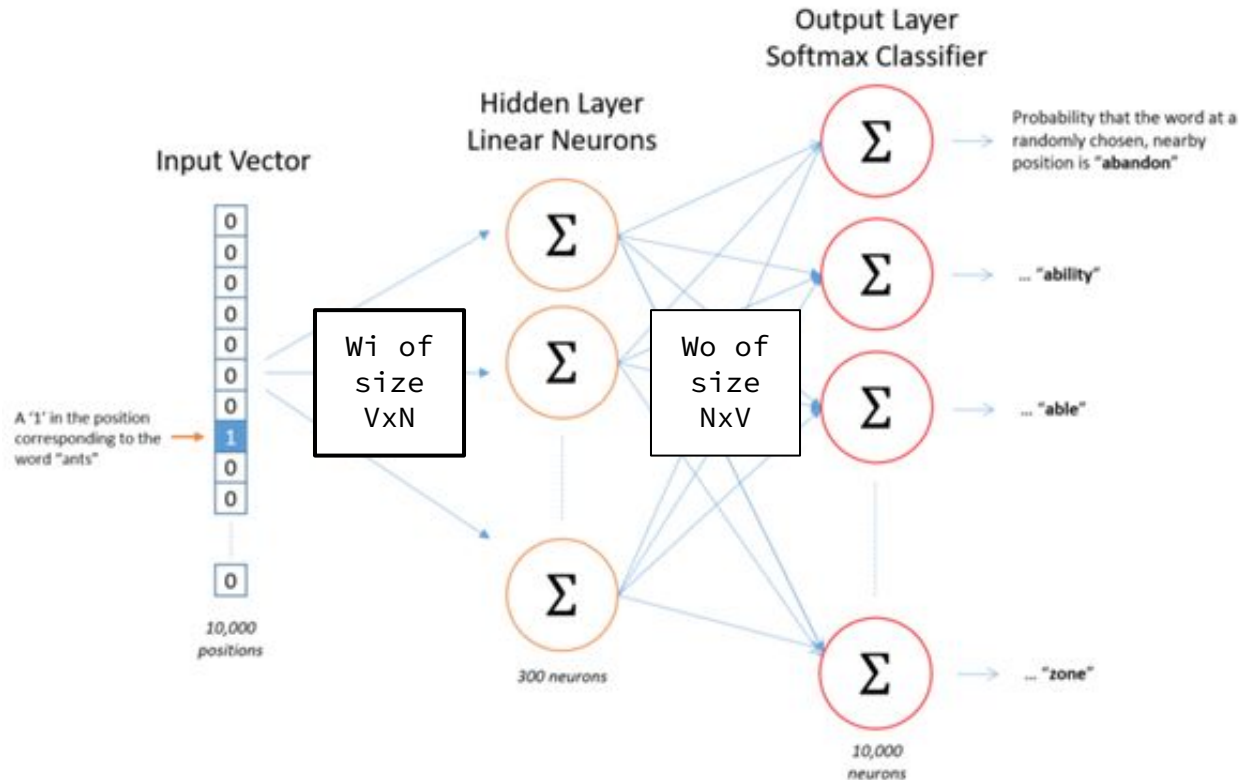 Output Layer
Softmax Classifier
Hidden Layer
Linear Neurons
Input Vector
Σ
Probability that the word at a
randomly chosen, nearby
position is “abandon”
0
0
0
0
0
0
0
1
0
0
0
A ‘1’ in the position
corresponding to the
word “ants”
10,000
positions
Wi of
size
VxN
Σ
Σ
Σ
300 neurons
Wo of
size
NxV
Σ
... “ability”
Σ
... “able”
Σ
... “zone”
10,000
neurons